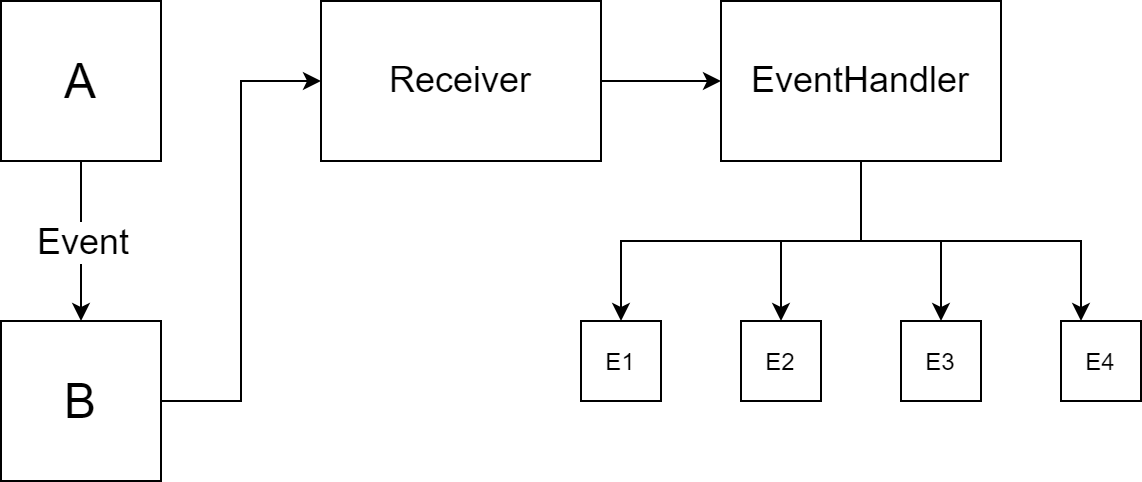 A
Receiver
EventHandler
Event
E1
E2
E3
E4
B